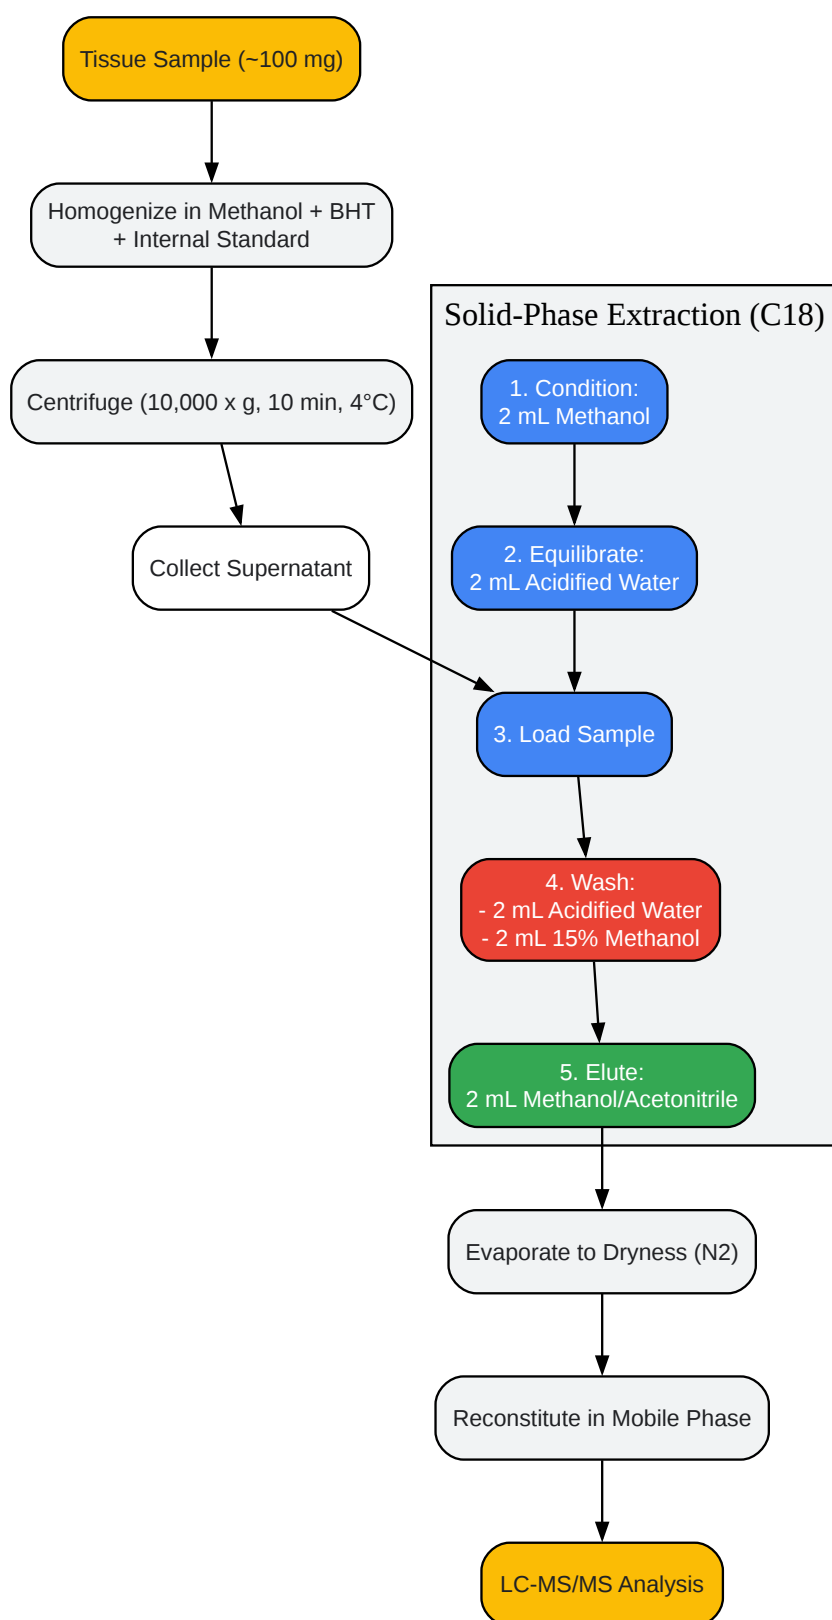 Tissue Sample (~100 mg)
Homogenize in Methanol + BHT
+ Internal Standard
Centrifuge (10,000 x g, 10 min, 4°C)
Collect Supernatant
Solid-Phase Extraction (C18)
1. Condition:
2 mL Methanol
2. Equilibrate:
2 mL Acidified Water
3. Load Sample
4. Wash:
- 2 mL Acidified Water
- 2 mL 15% Methanol
5. Elute:
2 mL Methanol/Acetonitrile
Evaporate to Dryness (N2)
Reconstitute in Mobile Phase
LC-MS/MS Analysis